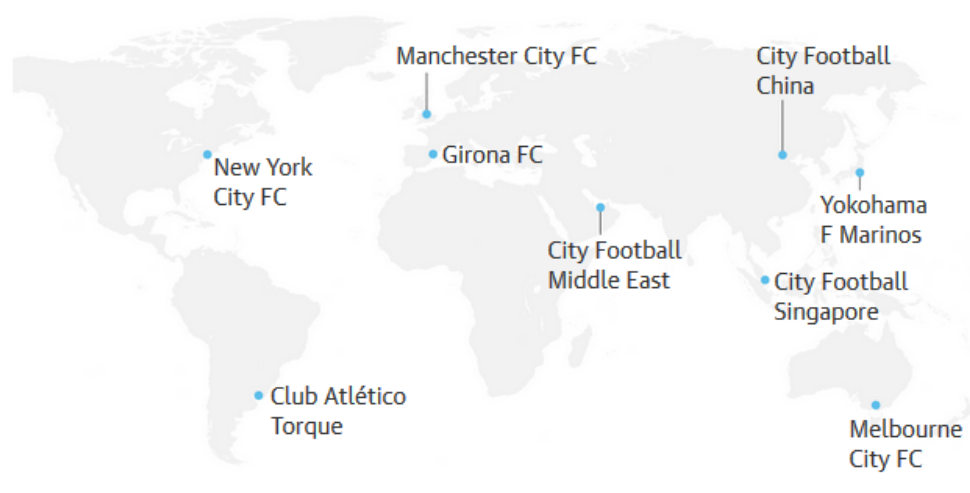 Manchester City FC
City Football
China
New York
City FC
Girona FC
Yokohama
F Marinos
City Football
Middle East
City Football
Singapore
Club Atlético
Torque
Melbourne
City FC